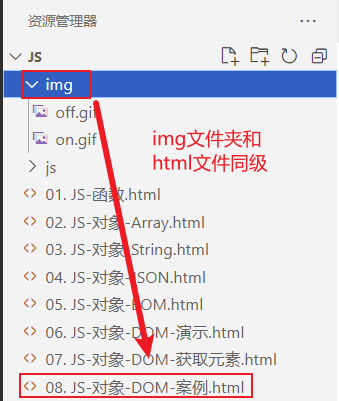 资源管理器
JS
img
off.gif
on.gif
img文件夹和
html文件同级
js
01. JS-函数.html
02. JS-对象-Array.html
03. JS-对象-String.html
04. JS-对象-JSON.html
05. JS-对象-BOM.html
06. JS-对象-DOM-演示.html
07. JS-对象-DOM-获取元素.html
08. JS-对象-DOM-案例.html